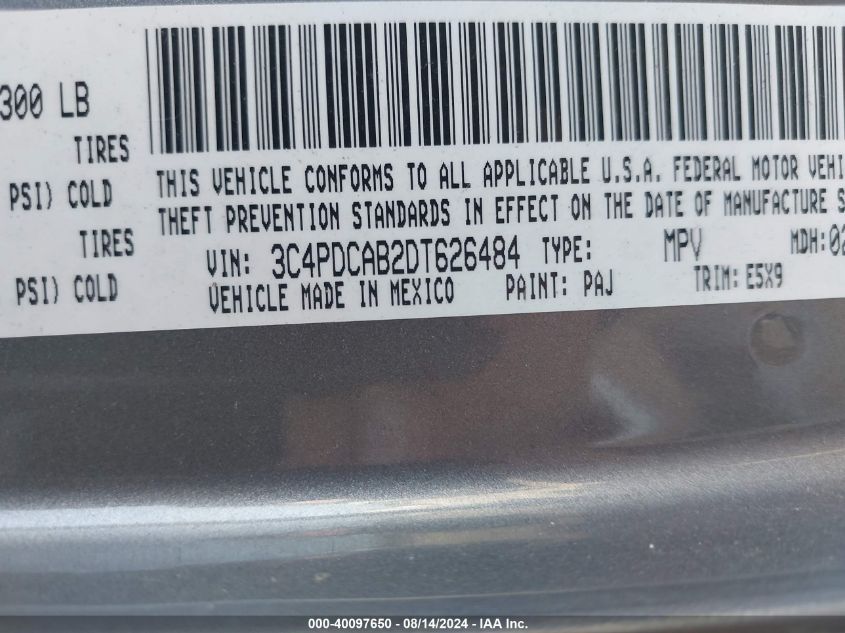 300 LB
TIRES
PSI) COLD
TIRES
PSI) COLD
THIS VEHICLE CONFORMS TO ALL APPLICABLE U.S.A. FEDERAL MOTOR VEHI
THEFT PREVENTION STANDARDS IN EFFECT ON THE DATE OF MANUFACTURE S
VIN: 3C4PDCAB2DT626484 TYPE: MPV MDH:02
VEHICLE MADE IN MEXICO PAINT: PAJ TRIM: E5X9
000-40097650 - 08/14/2024 - IAA Inc.